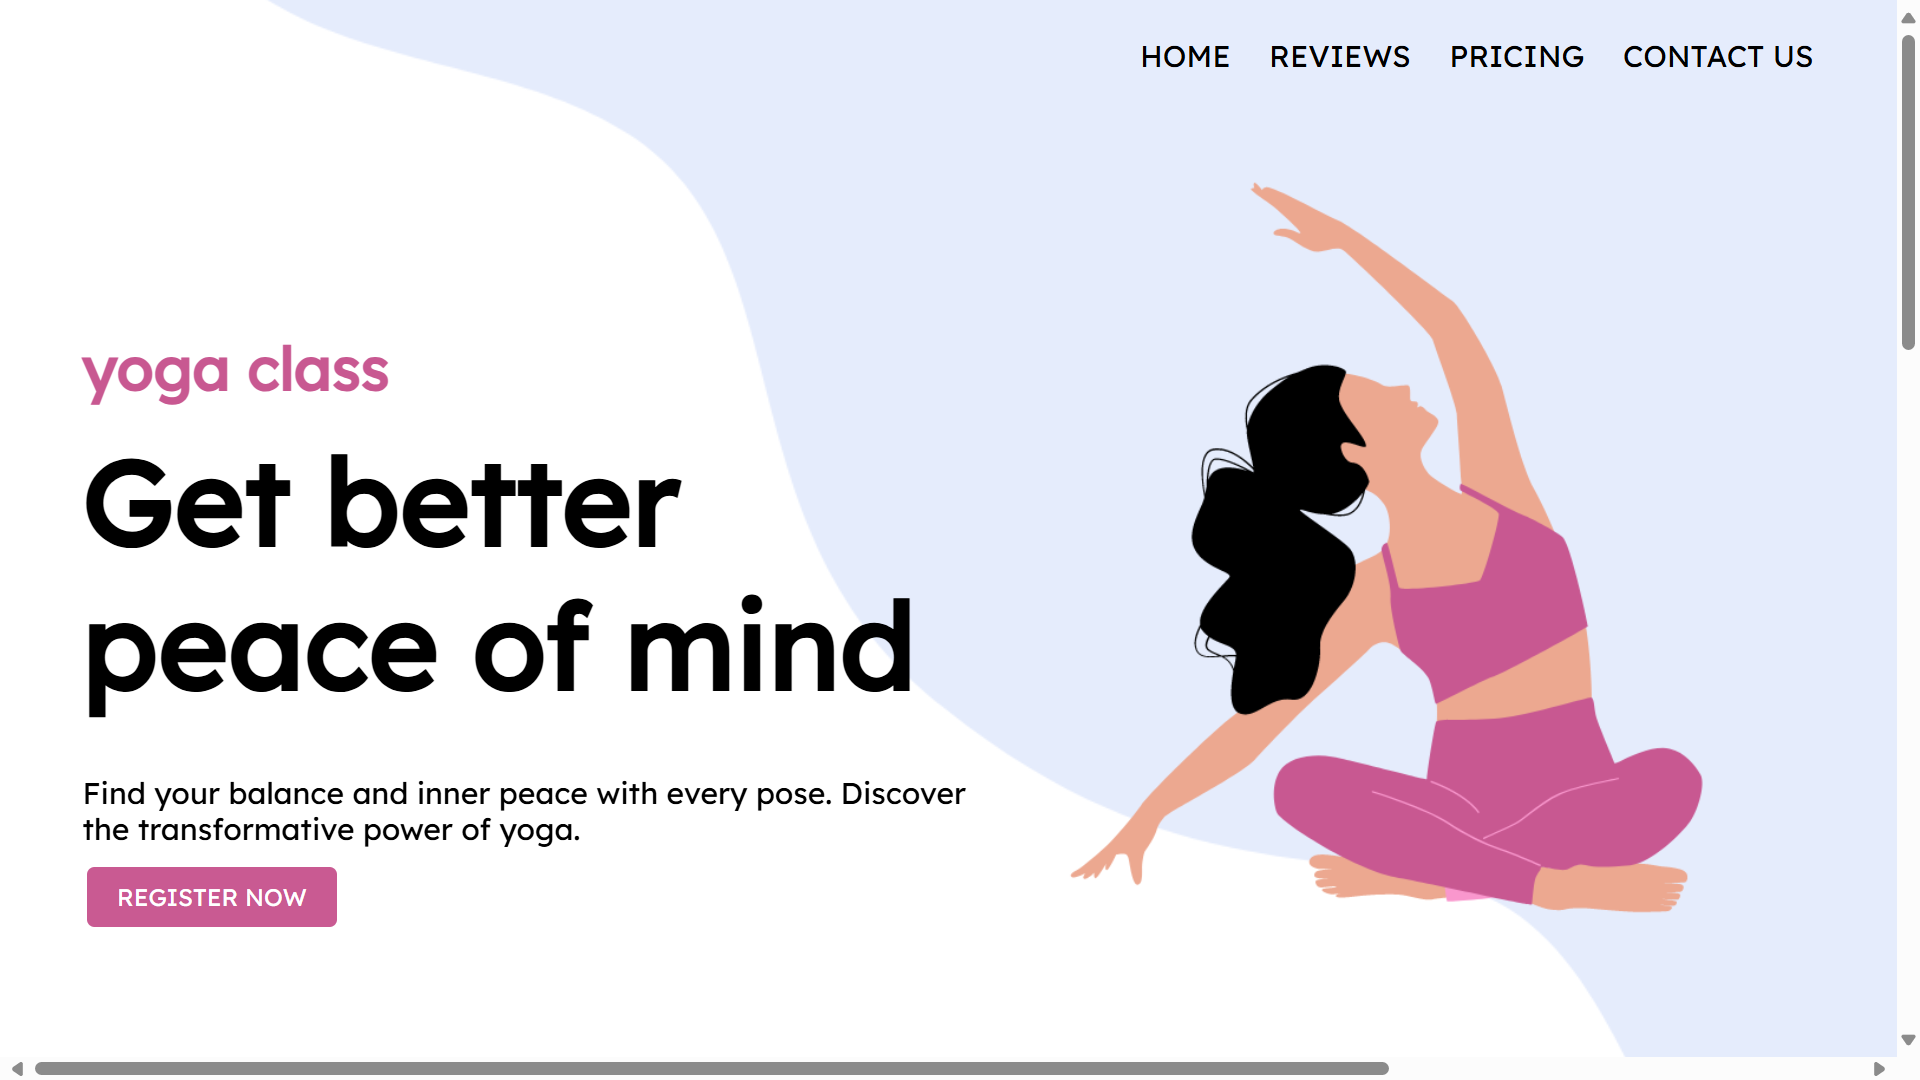 HOME REVIEWS PRICING CONTACT US
yoga class
Get better
peace of mind
Find your balance and inner peace with every pose. Discover
the transformative power of yoga.
REGISTER NOW